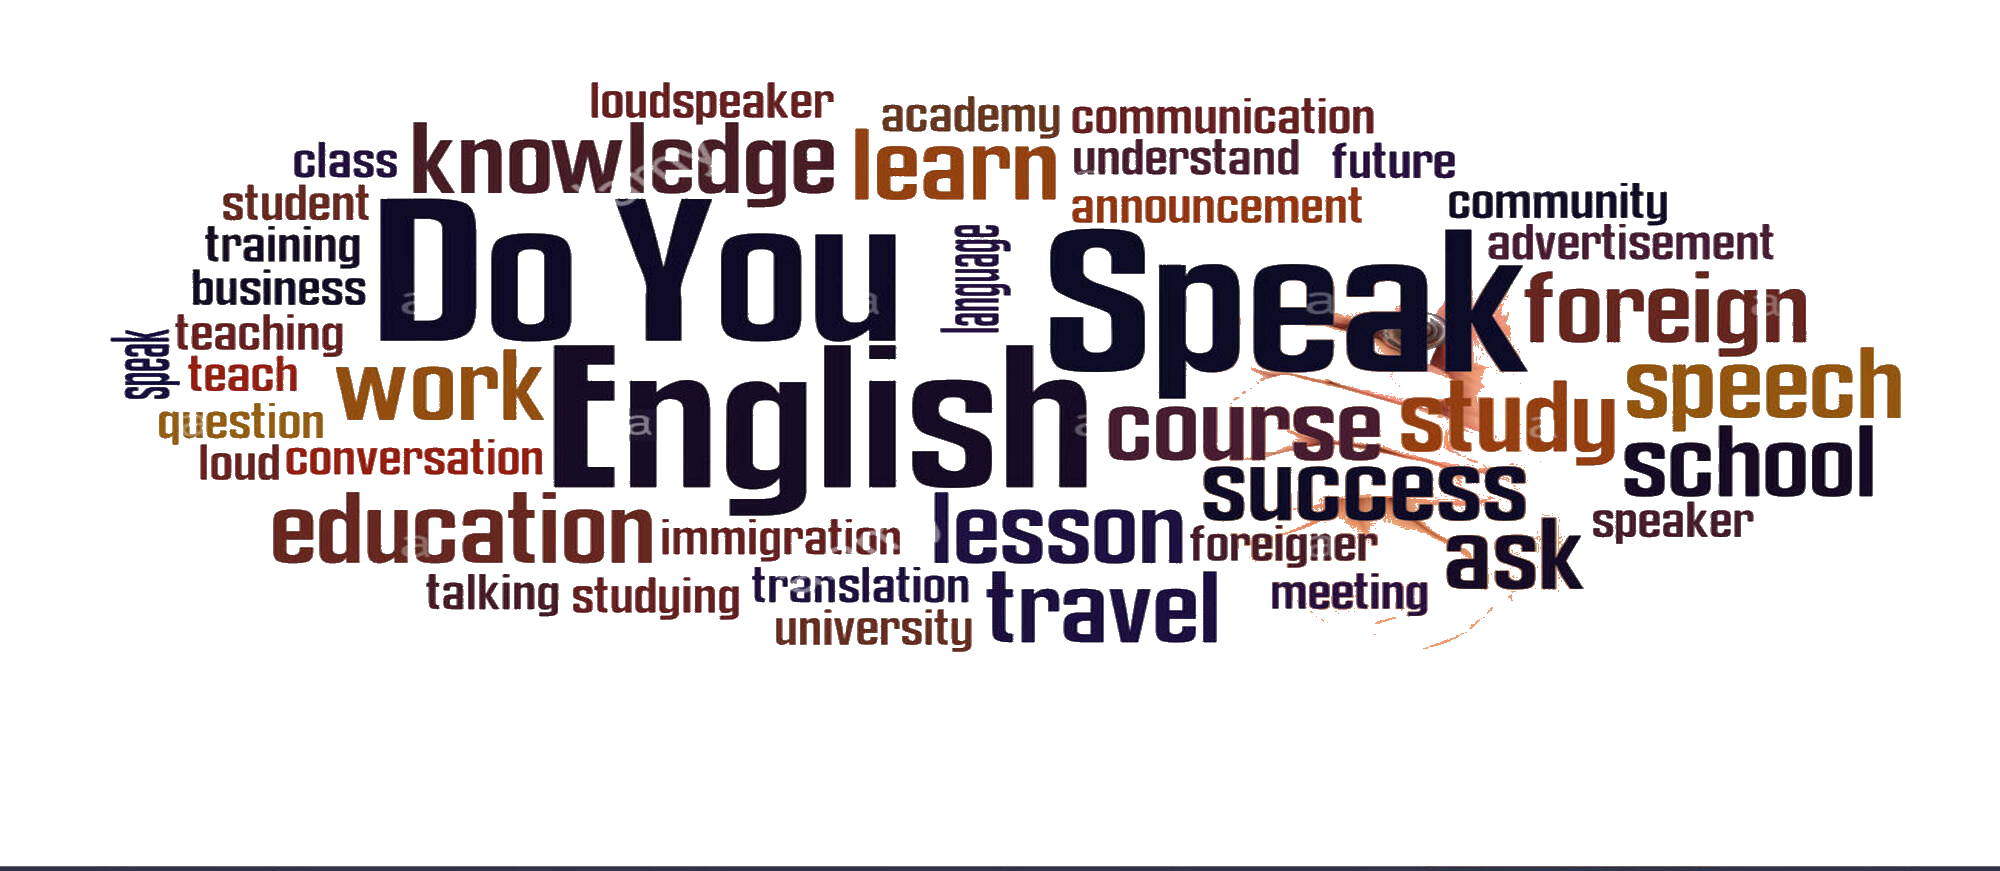 loudspeaker
academy communication
class knowledge learn understand future
student announcement community
training Do You language Speak advertisement
business foreign
speak teaching
teach work English speech
question course study
loud conversation school
success
education immigration lesson foreigner ask speaker
talking studying translation travel meeting
university